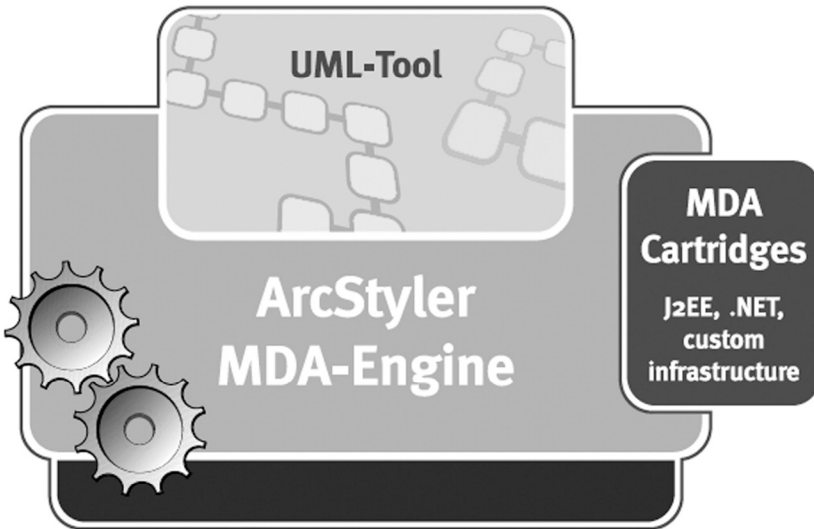 UML-Tool
ArcStyler
MDA-Engine
MDA
Cartridges
J2EE, .NET,
custom
infrastructure